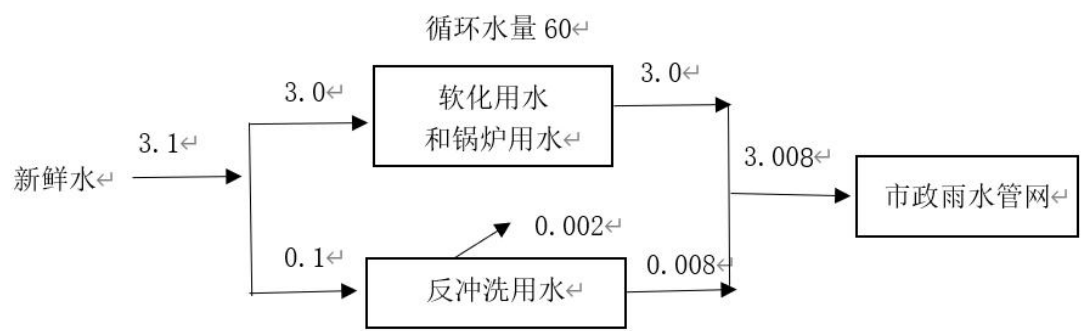 循环水量 60↵
3.0↵
软化用水
和锅炉用水↵
3.0↵
3.1↵
新鲜水↵
3.008↵
市政雨水管网↵
0.002↵
0.1↵
反冲洗用水↵
0.008↵